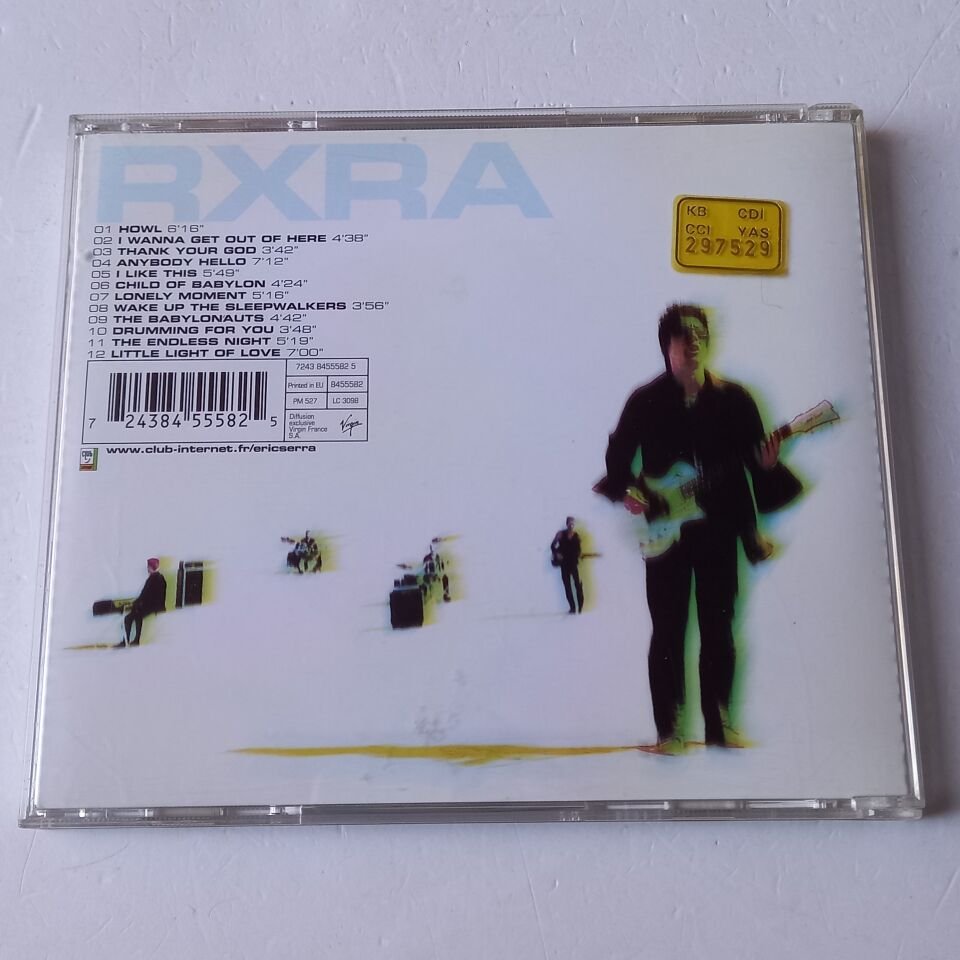 RXRA
01 HOWL 6'16"
02 I WANNA GET OUT OF HERE 4'38"
03 THANK YOUR GOD 3'42"
04 ANYBODY HELLO 7'12"
05 I LIKE THIS 5'49"
06 CHILD OF BABYLON 4'24"
07 LONELY MOMENT 5'16"
08 WAKE UP THE SLEEPWALKERS 3'56"
09 THE BABYLONAUTS 4'42"
10 DRUMMING FOR YOU 3'48"
11 THE ENDLESS NIGHT 5'19"
12 LITTLE LIGHT OF LOVE 7'00"
KB CDİ
CCİ YAS
297529
7243 8455582 5
Printed in EU 8455582
PM 527 LC 3098
Diffusion
exclusive
Virgin France
S.A.
Virgin
7 24384 55582 5
www.club-internet.fr/ericserra